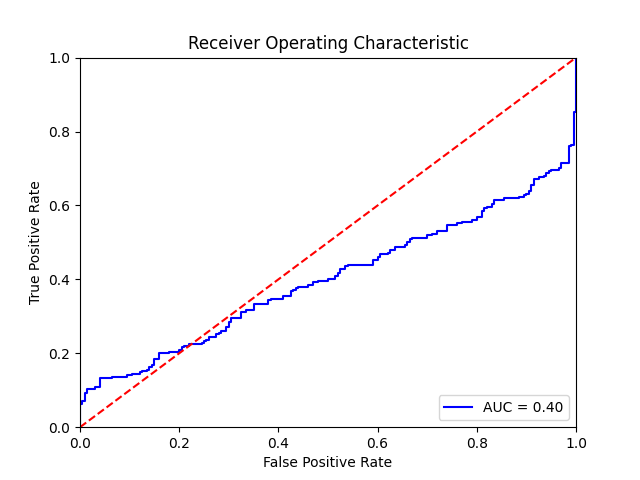 Receiver Operating Characteristic
True Positive Rate
1.0
0.8
0.6
0.4
0.2
0.0
AUC = 0.40
0.0 0.2 0.4 0.6 0.8 1.0
False Positive Rate